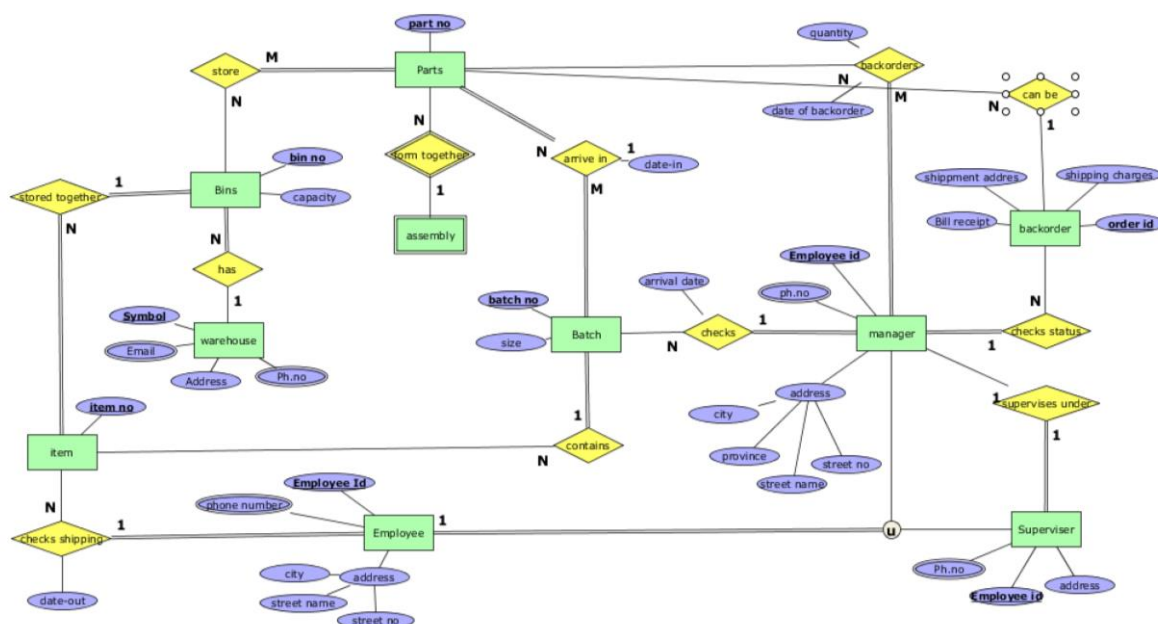 part no
quantity
M
store
Parts
backorders
N
M
can be
N
date of backorder
N
N
1
form together
N
arrive in
1
date-in
bin no
1
M
shippment addres
shipping charges
stored together
Bins
capacity
1
assembly
Bill receipt
backorder
order id
N
N
Employee id
has
arrival date
ph.no
N
1
batch no
Symbol
warehouse
Batch
checks
1
manager
checks status
Email
size
N
1
Address
Ph.no
address
item no
1
city
1
supervises under
item
contains
province
street no
1
N
street name
N
Employee Id
phone number
1
1
checks shipping
Employee
u
Superviser
city
address
Ph.no
address
date-out
street name
Employee id
street no